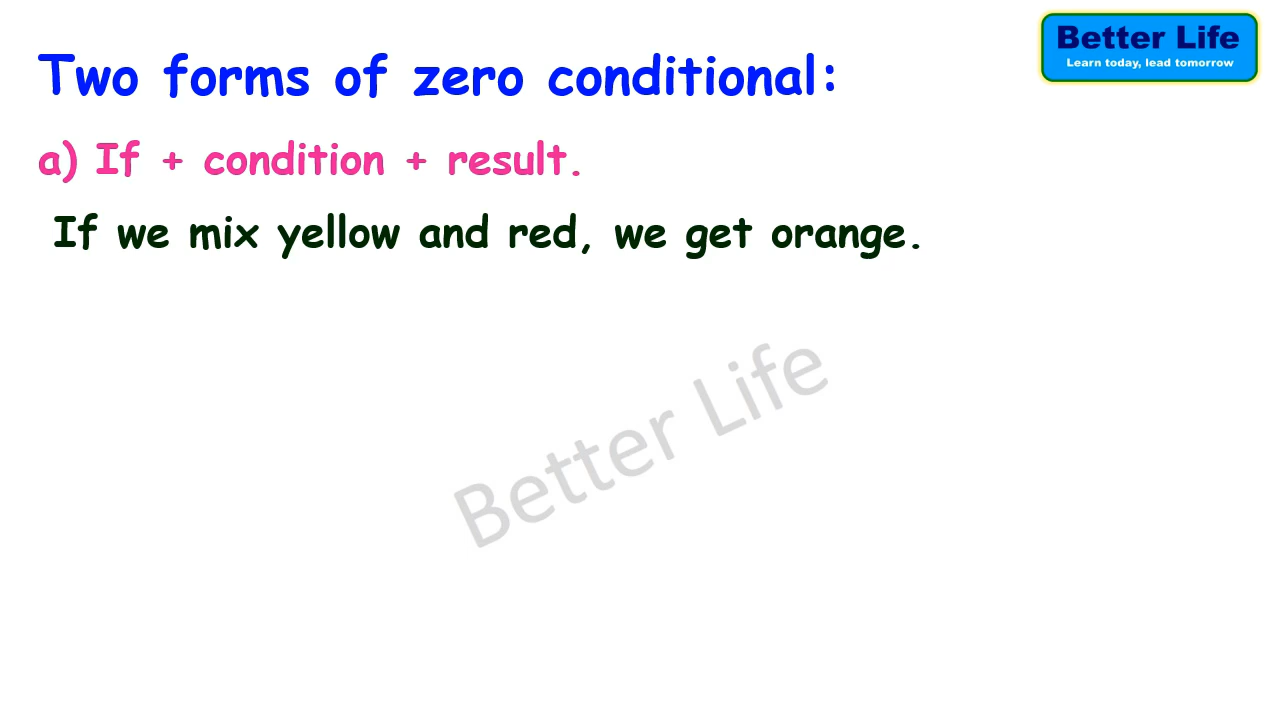 Better Life
Learn today, lead tomorrow
Two forms of zero conditional:
a) If + condition + result.
If we mix yellow and red, we get orange.
Better Life